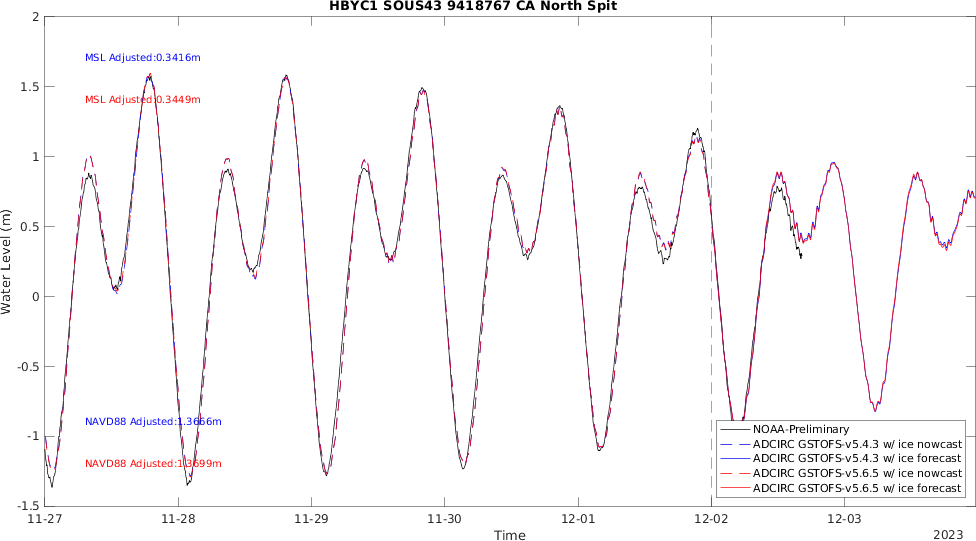 HBYC1 SOUS43 9418767 CA North Spit
2
MSL Adjusted:0.3416m
1.5
MSL Adjusted:0.3449m
1
0.5
Water Level (m)
0
-0.5
NAVD88 Adjusted:1.3666m
-1
NAVD88 Adjusted:1.3699m
-1.5
NOAA-Preliminary
ADCIRC GSTOFS-v5.4.3 w/ ice nowcast
ADCIRC GSTOFS-v5.4.3 w/ ice forecast
ADCIRC GSTOFS-v5.6.5 w/ ice nowcast
ADCIRC GSTOFS-v5.6.5 w/ ice forecast
11-27 11-28 11-29 11-30 12-01 12-02 12-03
Time
2023